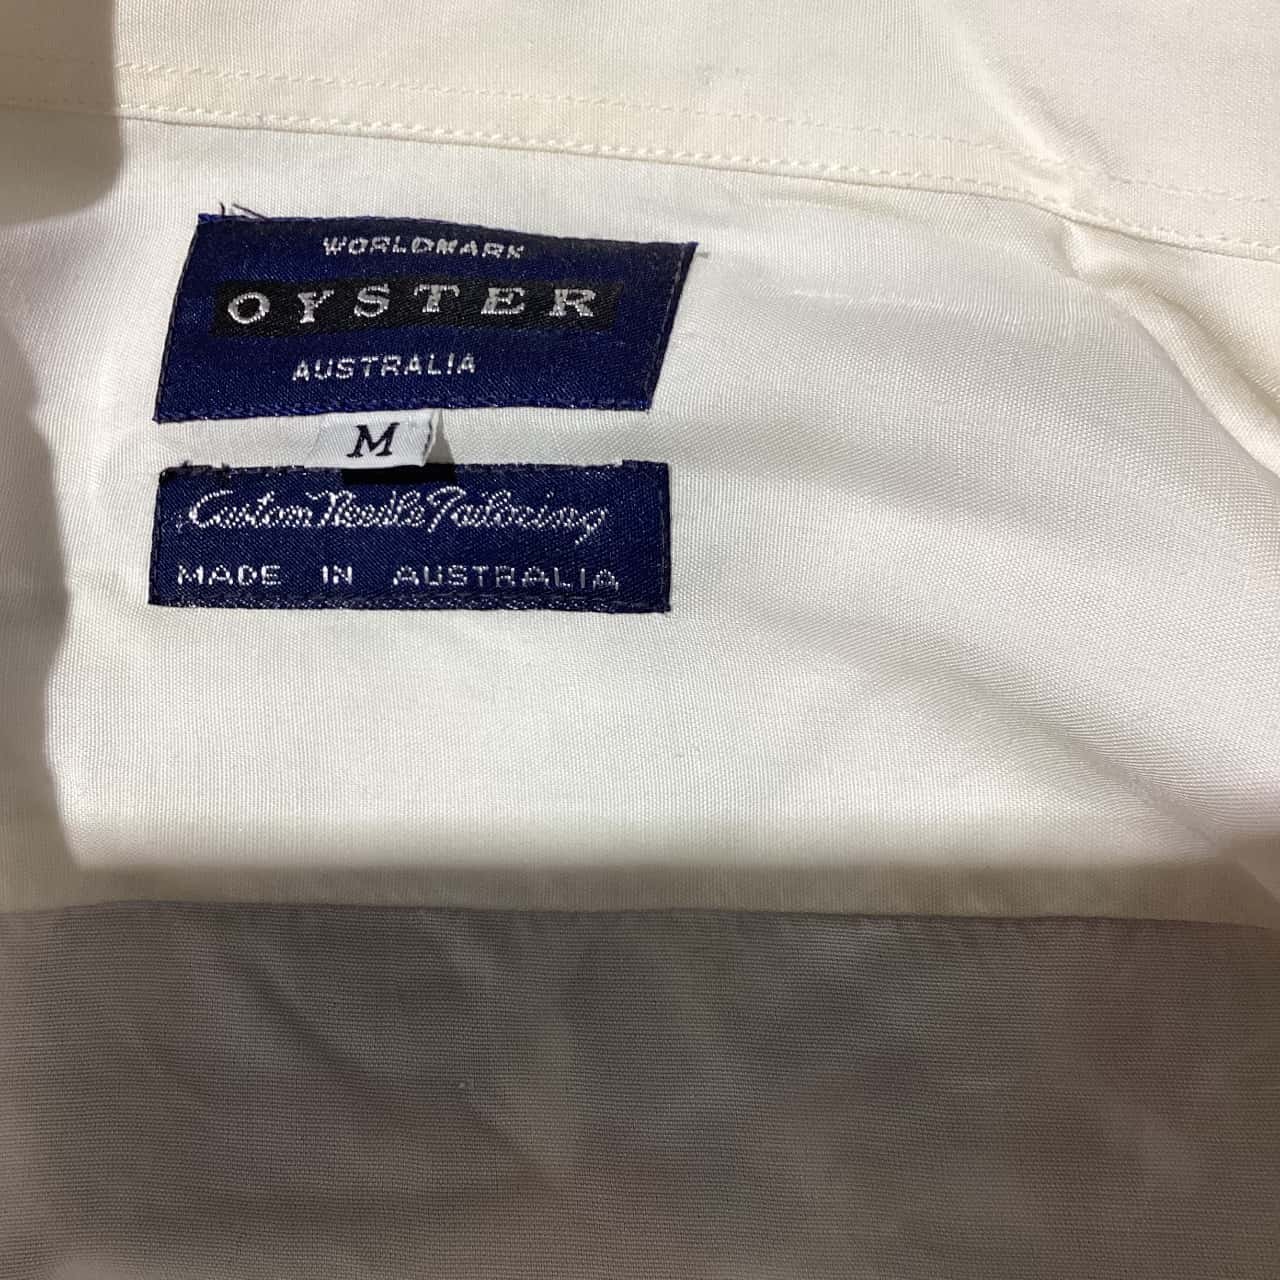 WORLDMARK
OYSTER
AUSTRALIA
M
Custom Needle Tailoring
MADE IN AUSTRALIA